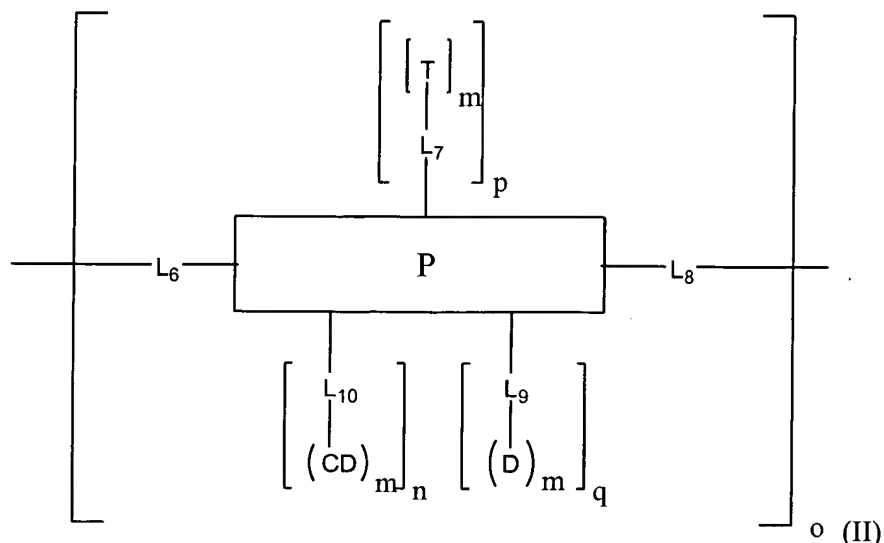 [T]m
L₇
p
L₆ P L₈
L₁₀ L₉
(CD)m n (D)m q
o (II)